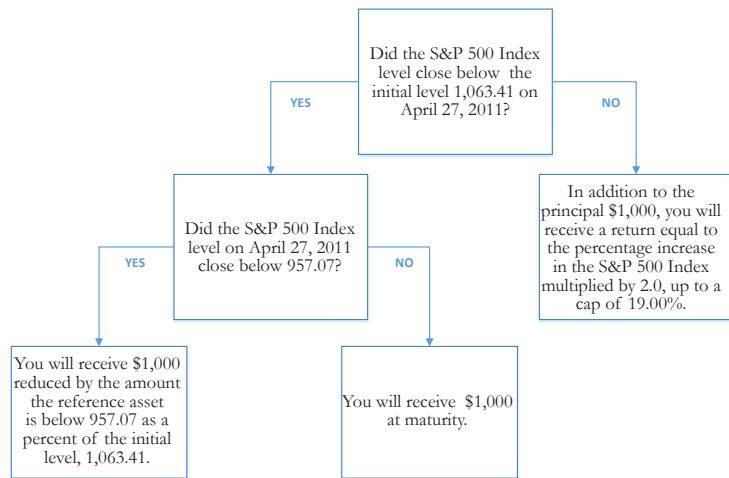 Did the S&P 500 Index
level close below the
initial level 1,063.41 on
April 27, 2011?
YES
NO
Did the S&P 500 Index
level on April 27, 2011
close below 957.07?
In addition to the
principal $1,000, you will
receive a return equal to
the percentage increase
in the S&P 500 Index
multiplied by 2.0, up to a
cap of 19.00%.
YES
NO
You will receive $1,000
reduced by the amount
the reference asset
is below 957.07 as a
percent of the initial
level, 1,063.41.
You will receive $1,000
at maturity.